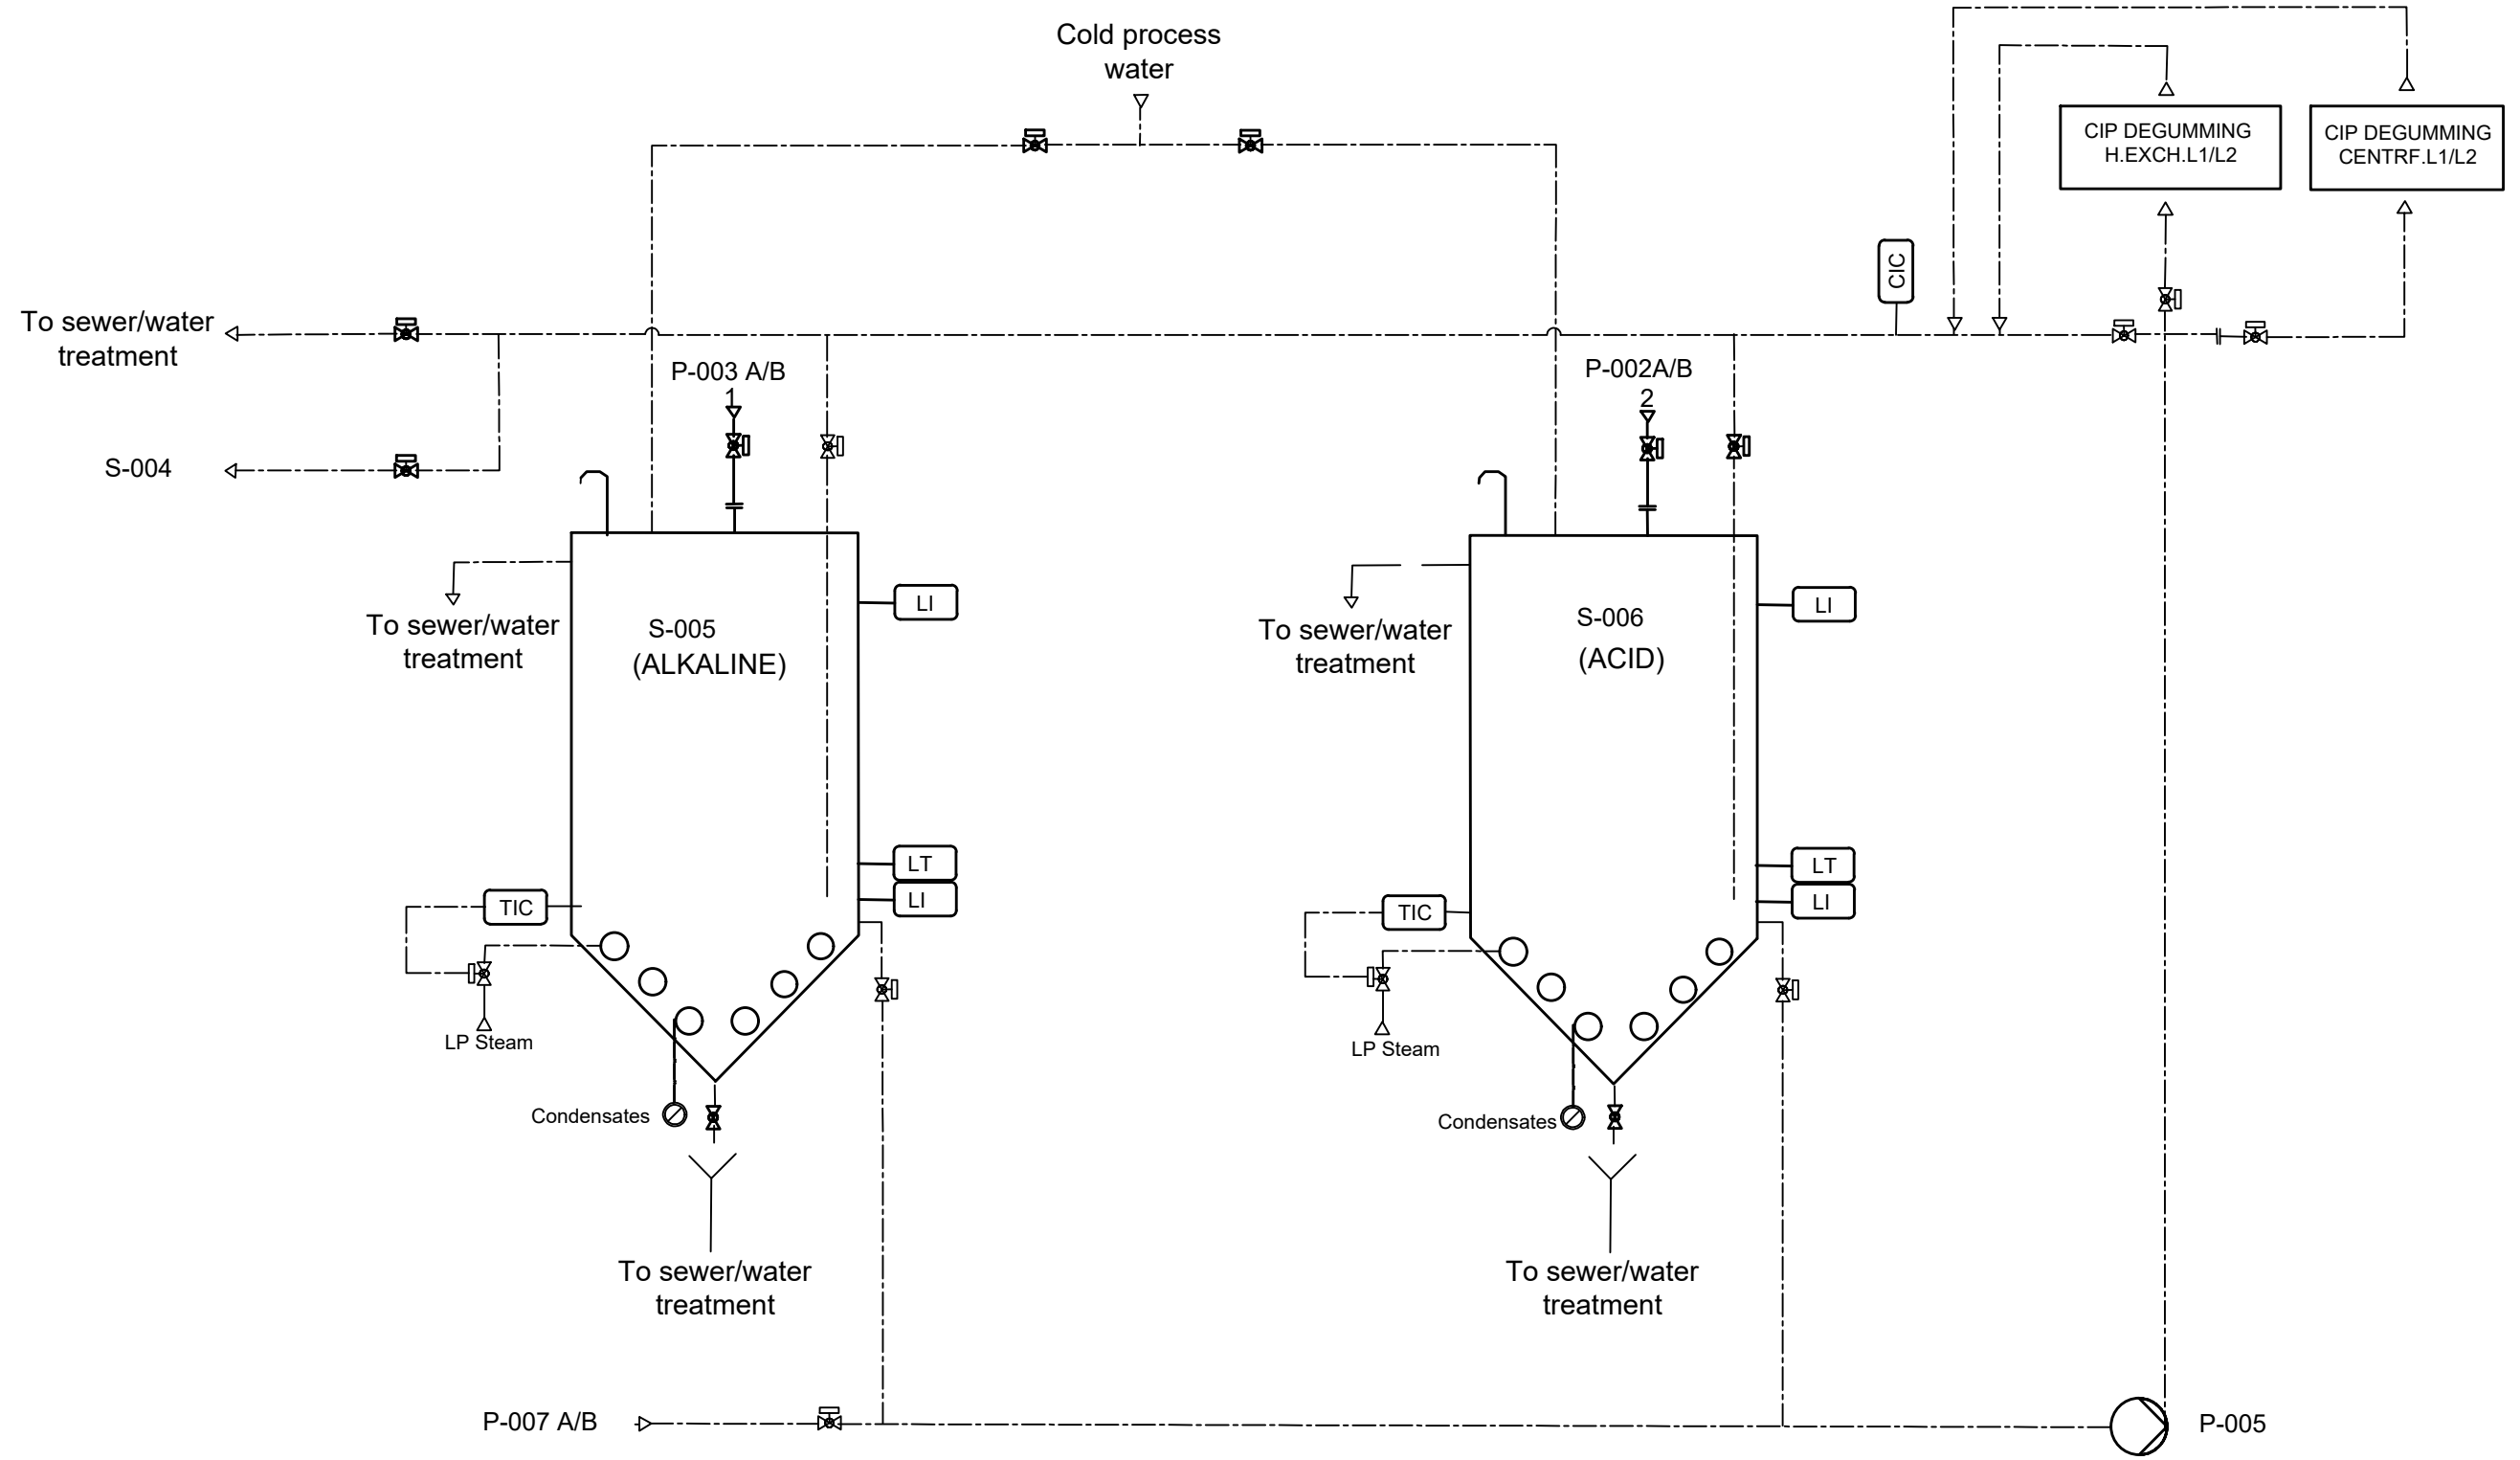 Cold process
water
CIP DEGUMMING
H.EXCH.L1/L2
CIP DEGUMMING
CENTRF.L1/L2
CIC
To sewer/water
treatment
P-003 A/B
1
P-002A/B
2
S-004
To sewer/water
treatment
S-005
(ALKALINE)
LI
To sewer/water
treatment
S-006
(ACID)
LI
LT
LI
TIC
LP Steam
Condensates
LT
LI
TIC
LP Steam
Condensates
To sewer/water
treatment
To sewer/water
treatment
P-007 A/B
P-005